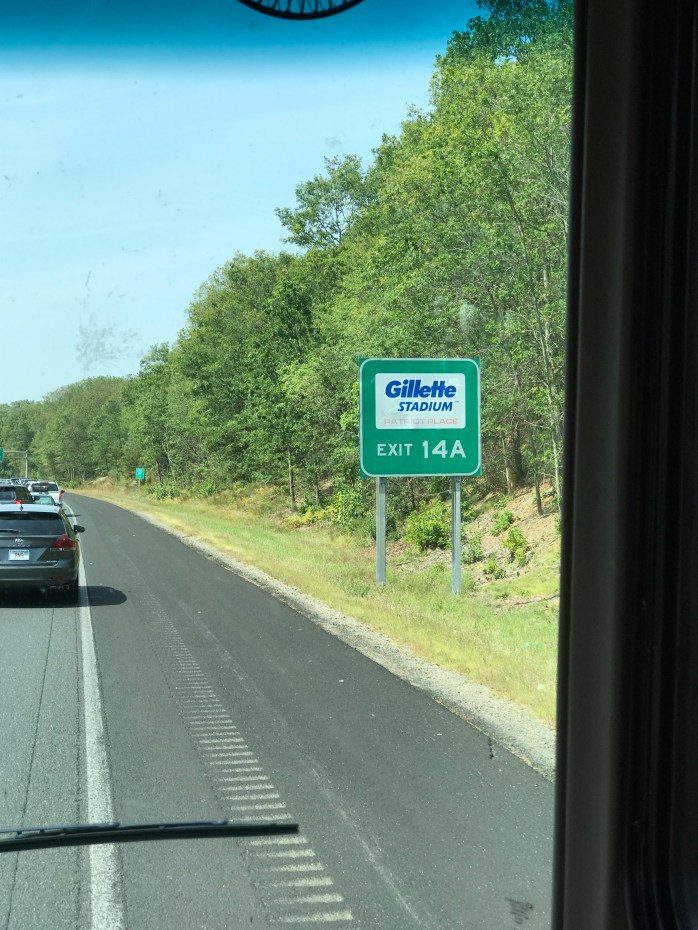 Gillette
STADIUM
PATRIOT PLACE
EXIT 14A